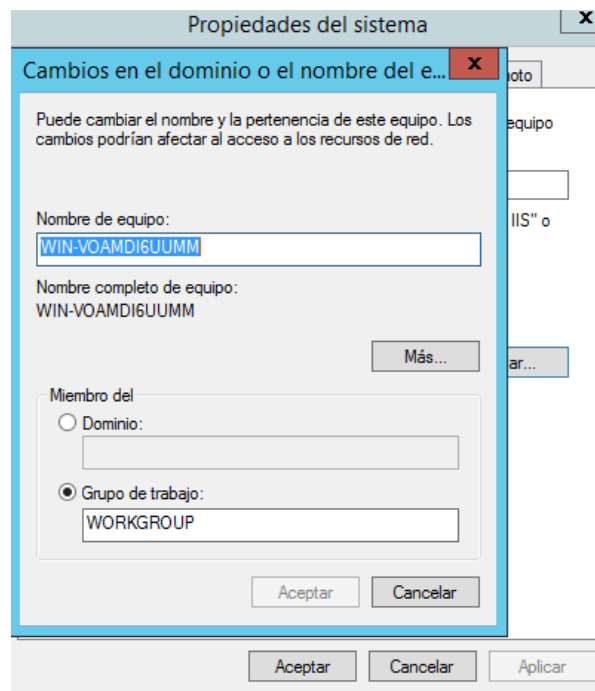 Propiedades del sistema
x
Cambios en el dominio o el nombre del e...
x
oto
Puede cambiar el nombre y la pertenencia de este equipo. Los
cambios podrían afectar al acceso a los recursos de red.
equipo
Nombre de equipo:
IIS" o
WIN-VOAMDI6UUMM
Nombre completo de equipo:
WIN-VOAMDI6UUMM
Más...
ar...
Miembro del
Dominio:
Grupo de trabajo:
WORKGROUP
Aceptar Cancelar
Aceptar Cancelar Aplicar